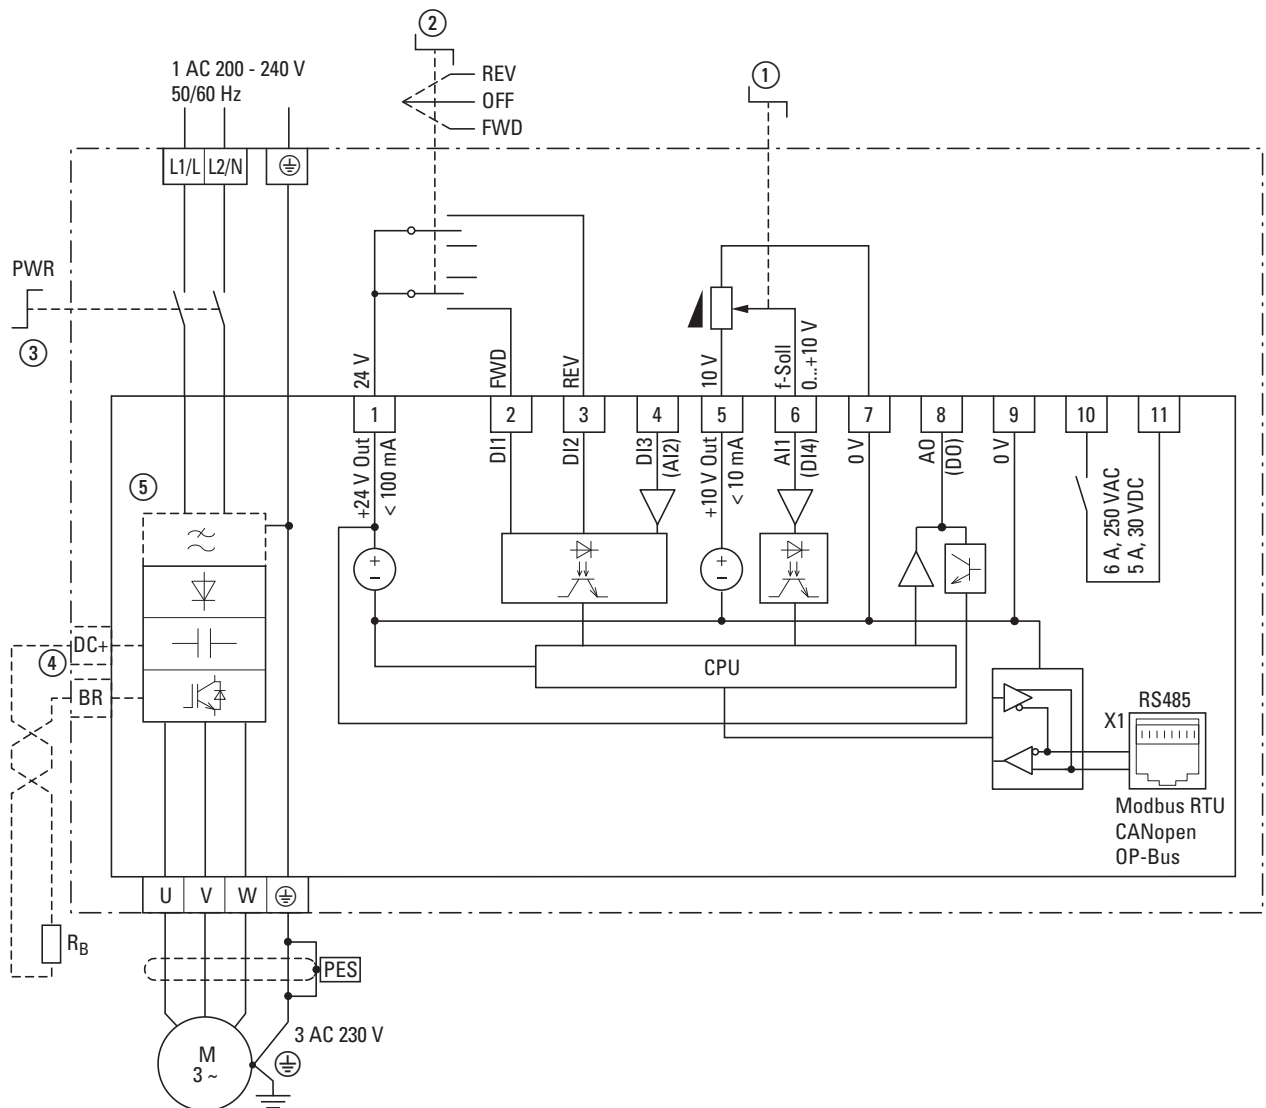 2
1 AC 200 - 240 V
50/60 Hz
REV
OFF
FWD
1
L1/L
L2/N
PWR
3
24 V
FWD
REV
10 V
f-Soll
0...+10 V
1
2
3
4
5
6
7
8
9
10
11
+24 V Out
< 100 mA
DI1
DI2
DI3
(AI2)
+10 V Out
< 10 mA
AI1
(DI4)
0 V
AO
(DO)
0 V
6 A, 250 VAC
5 A, 30 VDC
5
+
-
+
-
DC+
4
BR
CPU
RS485
X1
Modbus RTU
CANopen
OP-Bus
U
V
W
RB
PES
3 AC 230 V
M
3 ~